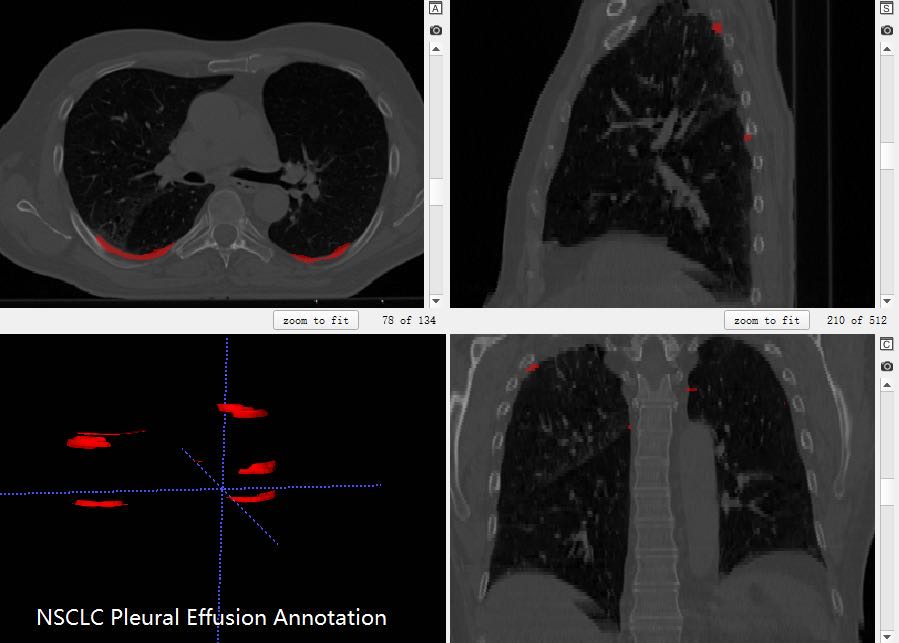 A
S
zoom to fit 78 of 134
zoom to fit 210 of 512
C
NSCLC Pleural Effusion Annotation